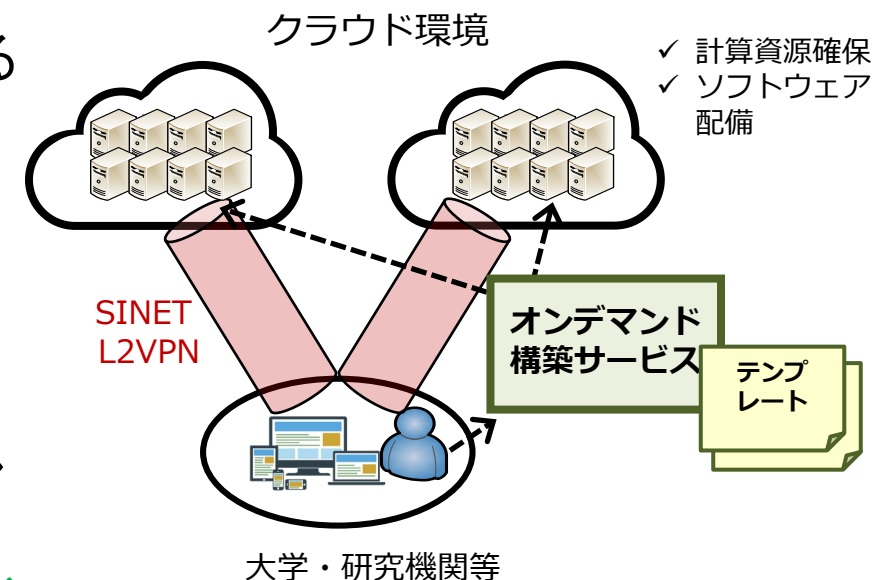 る
クラウド環境
✓ 計算資源確保
✓ ソフトウェア
配備
SINET
L2VPN
オンデマンド
構築サービス
テンプ
レート
大学・研究機関等